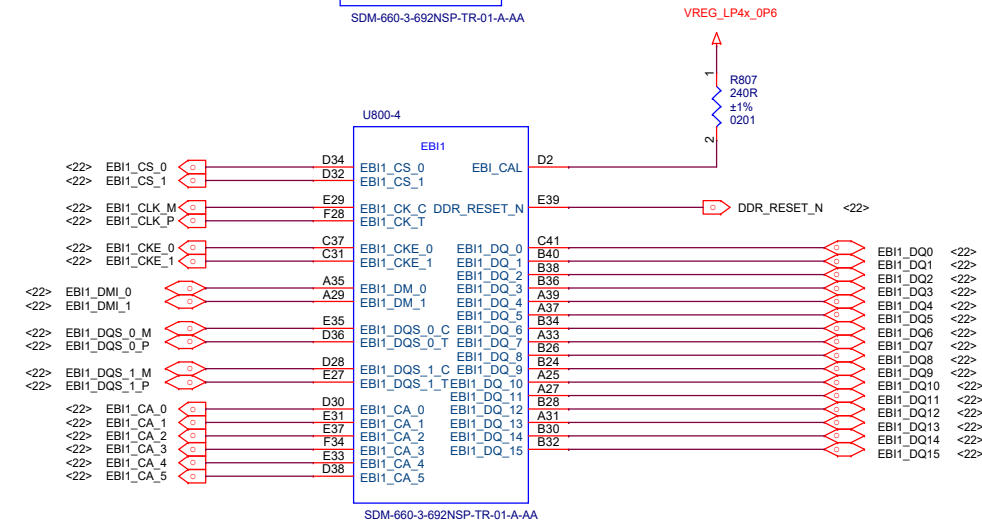 SDM-660-3-692NSP-TR-01-A-AA
VREG_LP4x_0P6
1
R807
240R
±1%
0201
2
U800-4
EBI1
<22> EBI1_CS_0 D34 EBI1_CS_0 EBI_CAL D2
<22> EBI1_CS_1 D32 EBI1_CS_1
<22> EBI1_CLK_M E29 EBI1_CK_C DDR_RESET_N E39 DDR_RESET_N <22>
<22> EBI1_CLK_P F28 EBI1_CK_T
<22> EBI1_CKE_0 C37 EBI1_CKE_0 EBI1_DQ_0 C41 EBI1_DQ0 <22>
<22> EBI1_CKE_1 C31 EBI1_CKE_1 EBI1_DQ_1 B40 EBI1_DQ1 <22>
EBI1_DQ_2 B38 EBI1_DQ2 <22>
<22> EBI1_DMI_0 A35 EBI1_DM_0 EBI1_DQ_3 B36 EBI1_DQ3 <22>
<22> EBI1_DMI_1 A29 EBI1_DM_1 EBI1_DQ_4 A39 EBI1_DQ4 <22>
EBI1_DQ_5 A37 EBI1_DQ5 <22>
<22> EBI1_DQS_0_M E35 EBI1_DQS_0_C EBI1_DQ_6 B34 EBI1_DQ6 <22>
<22> EBI1_DQS_0_P D36 EBI1_DQS_0_T EBI1_DQ_7 A33 EBI1_DQ7 <22>
EBI1_DQ_8 B26 EBI1_DQ8 <22>
<22> EBI1_DQS_1_M D28 EBI1_DQS_1_C EBI1_DQ_9 B24 EBI1_DQ9 <22>
<22> EBI1_DQS_1_P E27 EBI1_DQS_1_T EBI1_DQ_10 A25 EBI1_DQ10 <22>
EBI1_DQ_11 A27 EBI1_DQ11 <22>
<22> EBI1_CA_0 D30 EBI1_CA_0 EBI1_DQ_12 B28 EBI1_DQ12 <22>
<22> EBI1_CA_1 E31 EBI1_CA_1 EBI1_DQ_13 A31 EBI1_DQ13 <22>
<22> EBI1_CA_2 E37 EBI1_CA_2 EBI1_DQ_14 B30 EBI1_DQ14 <22>
<22> EBI1_CA_3 F34 EBI1_CA_3 EBI1_DQ_15 B32 EBI1_DQ15 <22>
<22> EBI1_CA_4 E33 EBI1_CA_4
<22> EBI1_CA_5 D38 EBI1_CA_5
SDM-660-3-692NSP-TR-01-A-AA